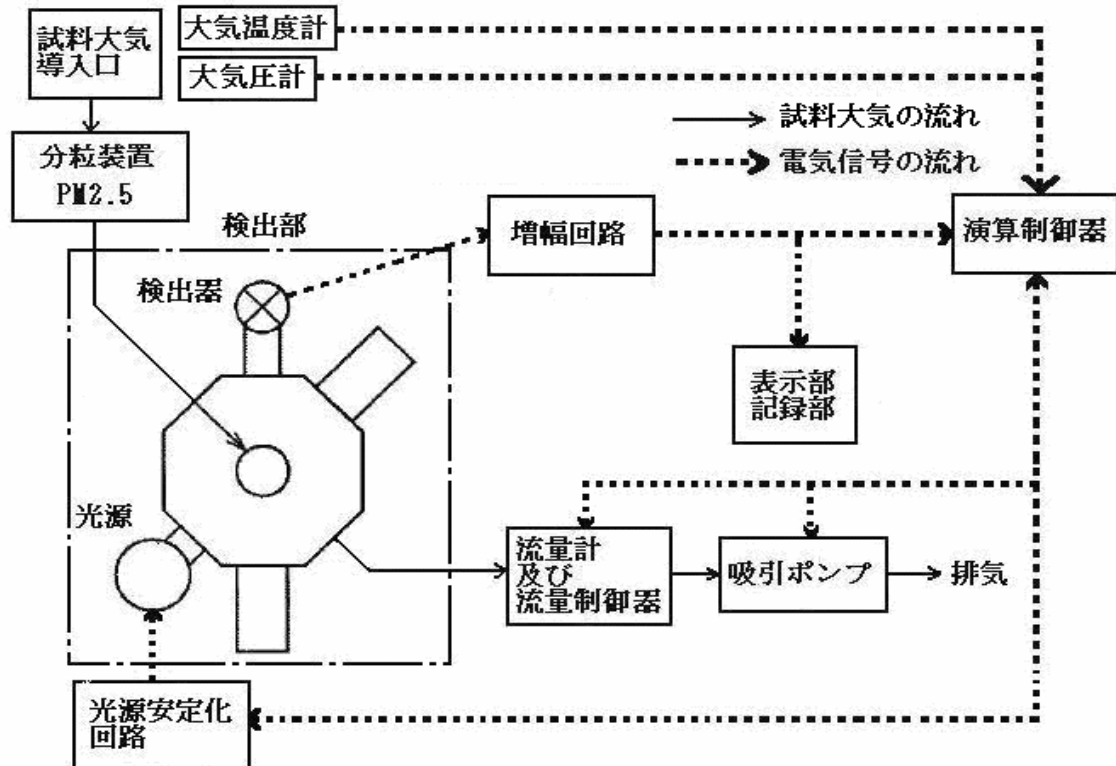 試料大気
導入口
大気温度計
大気圧計
試料大気の流れ
電気信号の流れ
分粒装置
PM2.5
検出部
増幅回路
演算制御器
検出器
表示部
記録部
光源
流量計
及び
流量制御器
吸引ポンプ
排気
光源安定化
回路